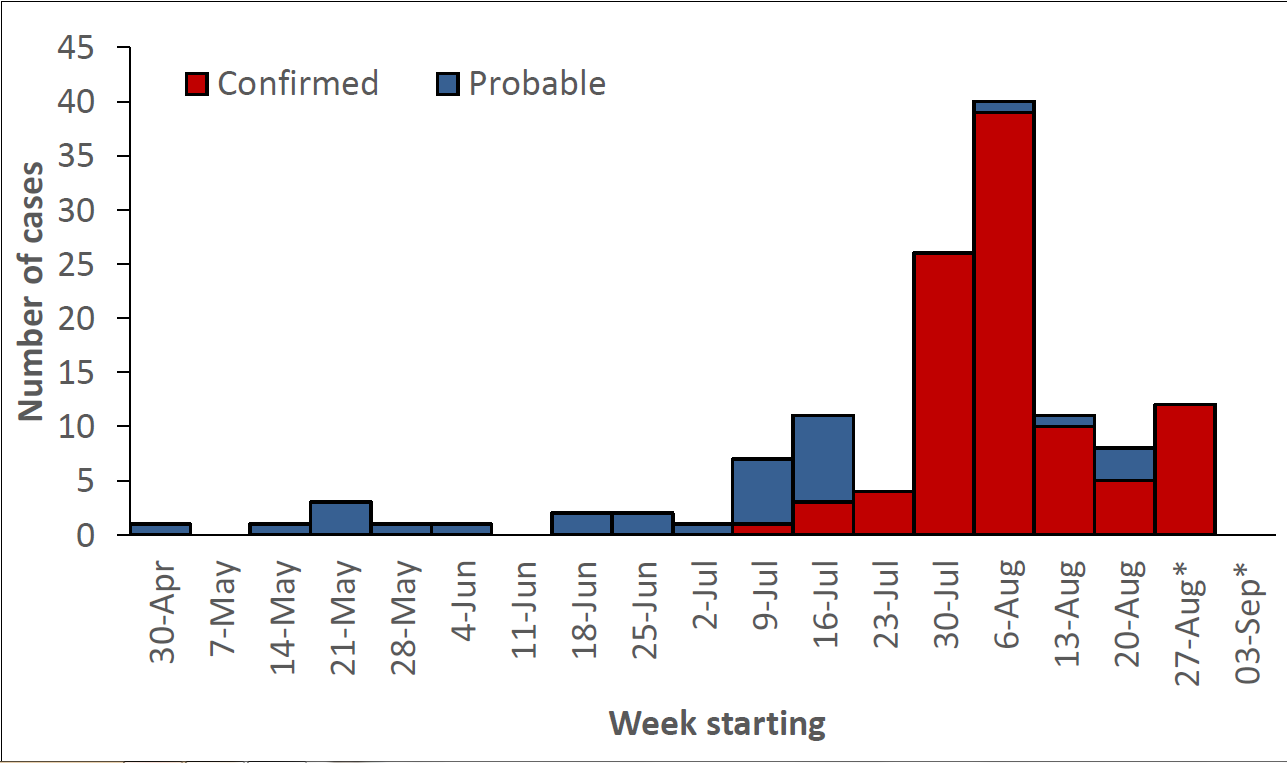 Confirmed Probable
45
40
35
30
25
20
15
10
5
0
Number of cases
30-Apr
7-May
14-May
21-May
28-May
4-Jun
11-Jun
18-Jun
25-Jun
2-Jul
9-Jul
16-Jul
23-Jul
30-Jul
6-Aug
13-Aug
20-Aug
27-Aug*
03-Sep*
Week starting